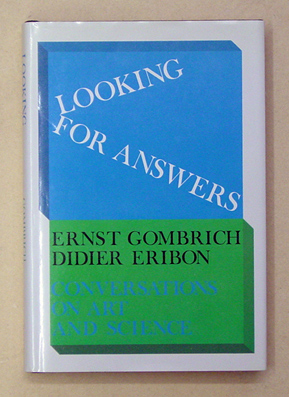 LOOKING
FOR ANSWERS
ERNST GOMBRICH
DIDIER ERIBON
CONVERSATIONS
ON ART
AND SCIENCE